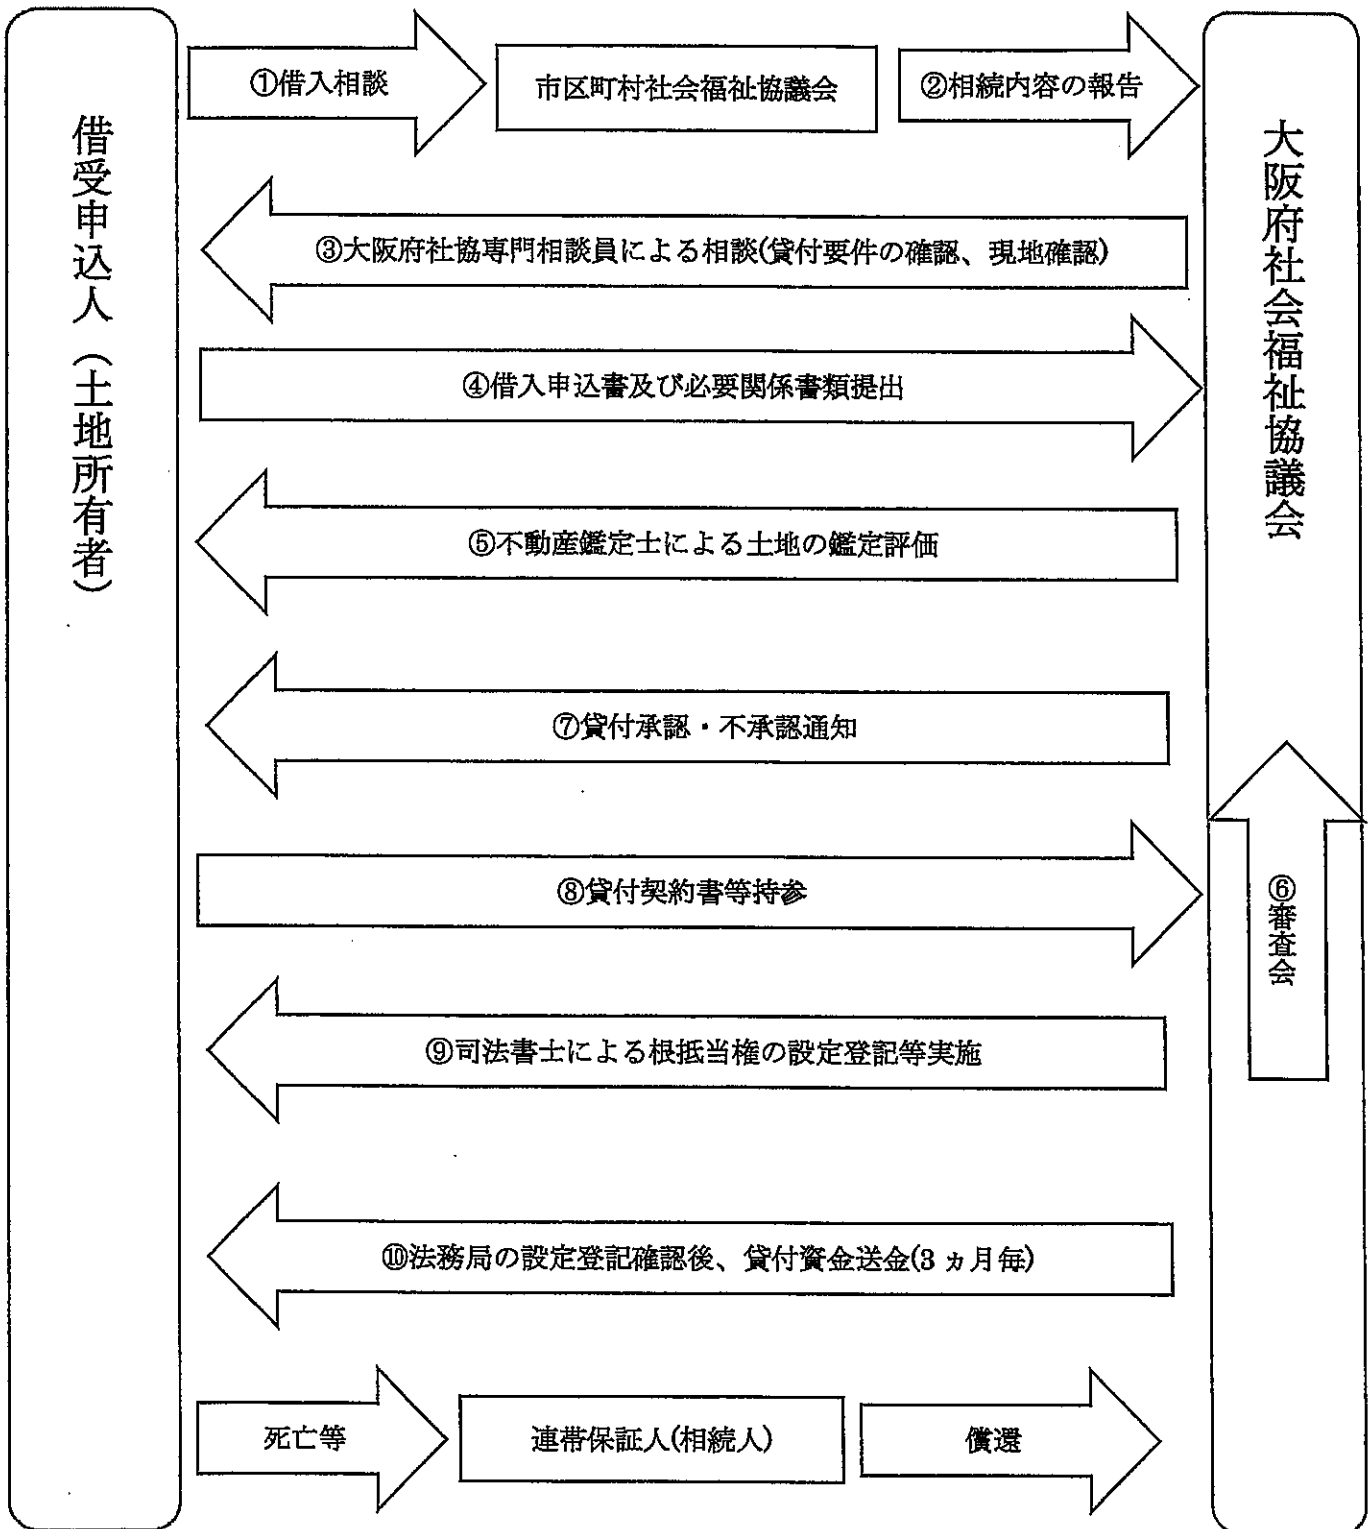 借受申込人（土地所有者）
①借入相談
市区町村社会福祉協議会
②相続内容の報告
大阪府社会福祉協議会
③大阪府社協専門相談員による相談(貸付要件の確認、現地確認)
④借入申込書及び必要関係書類提出
⑤不動産鑑定士による土地の鑑定評価
⑥審査会
⑦貸付承認・不承認通知
⑧貸付契約書等持参
⑨司法書士による根抵当権の設定登記等実施
⑩法務局の設定登記確認後、貸付資金送金(3ヵ月毎)
死亡等
連帯保証人(相続人)
償還